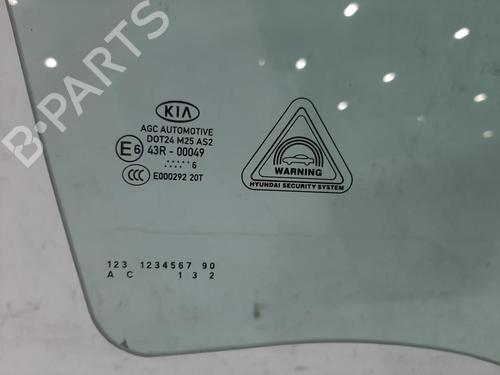 B-PARTS
KIA
AGC AUTOMOTIVE
DOT24 M25 AS2
E6 43R - 00049
6
CCC E000292 20T
WARNING
HYUNDAI SECURITY SYSTEM
123 1234567 90
A C 1 3 2